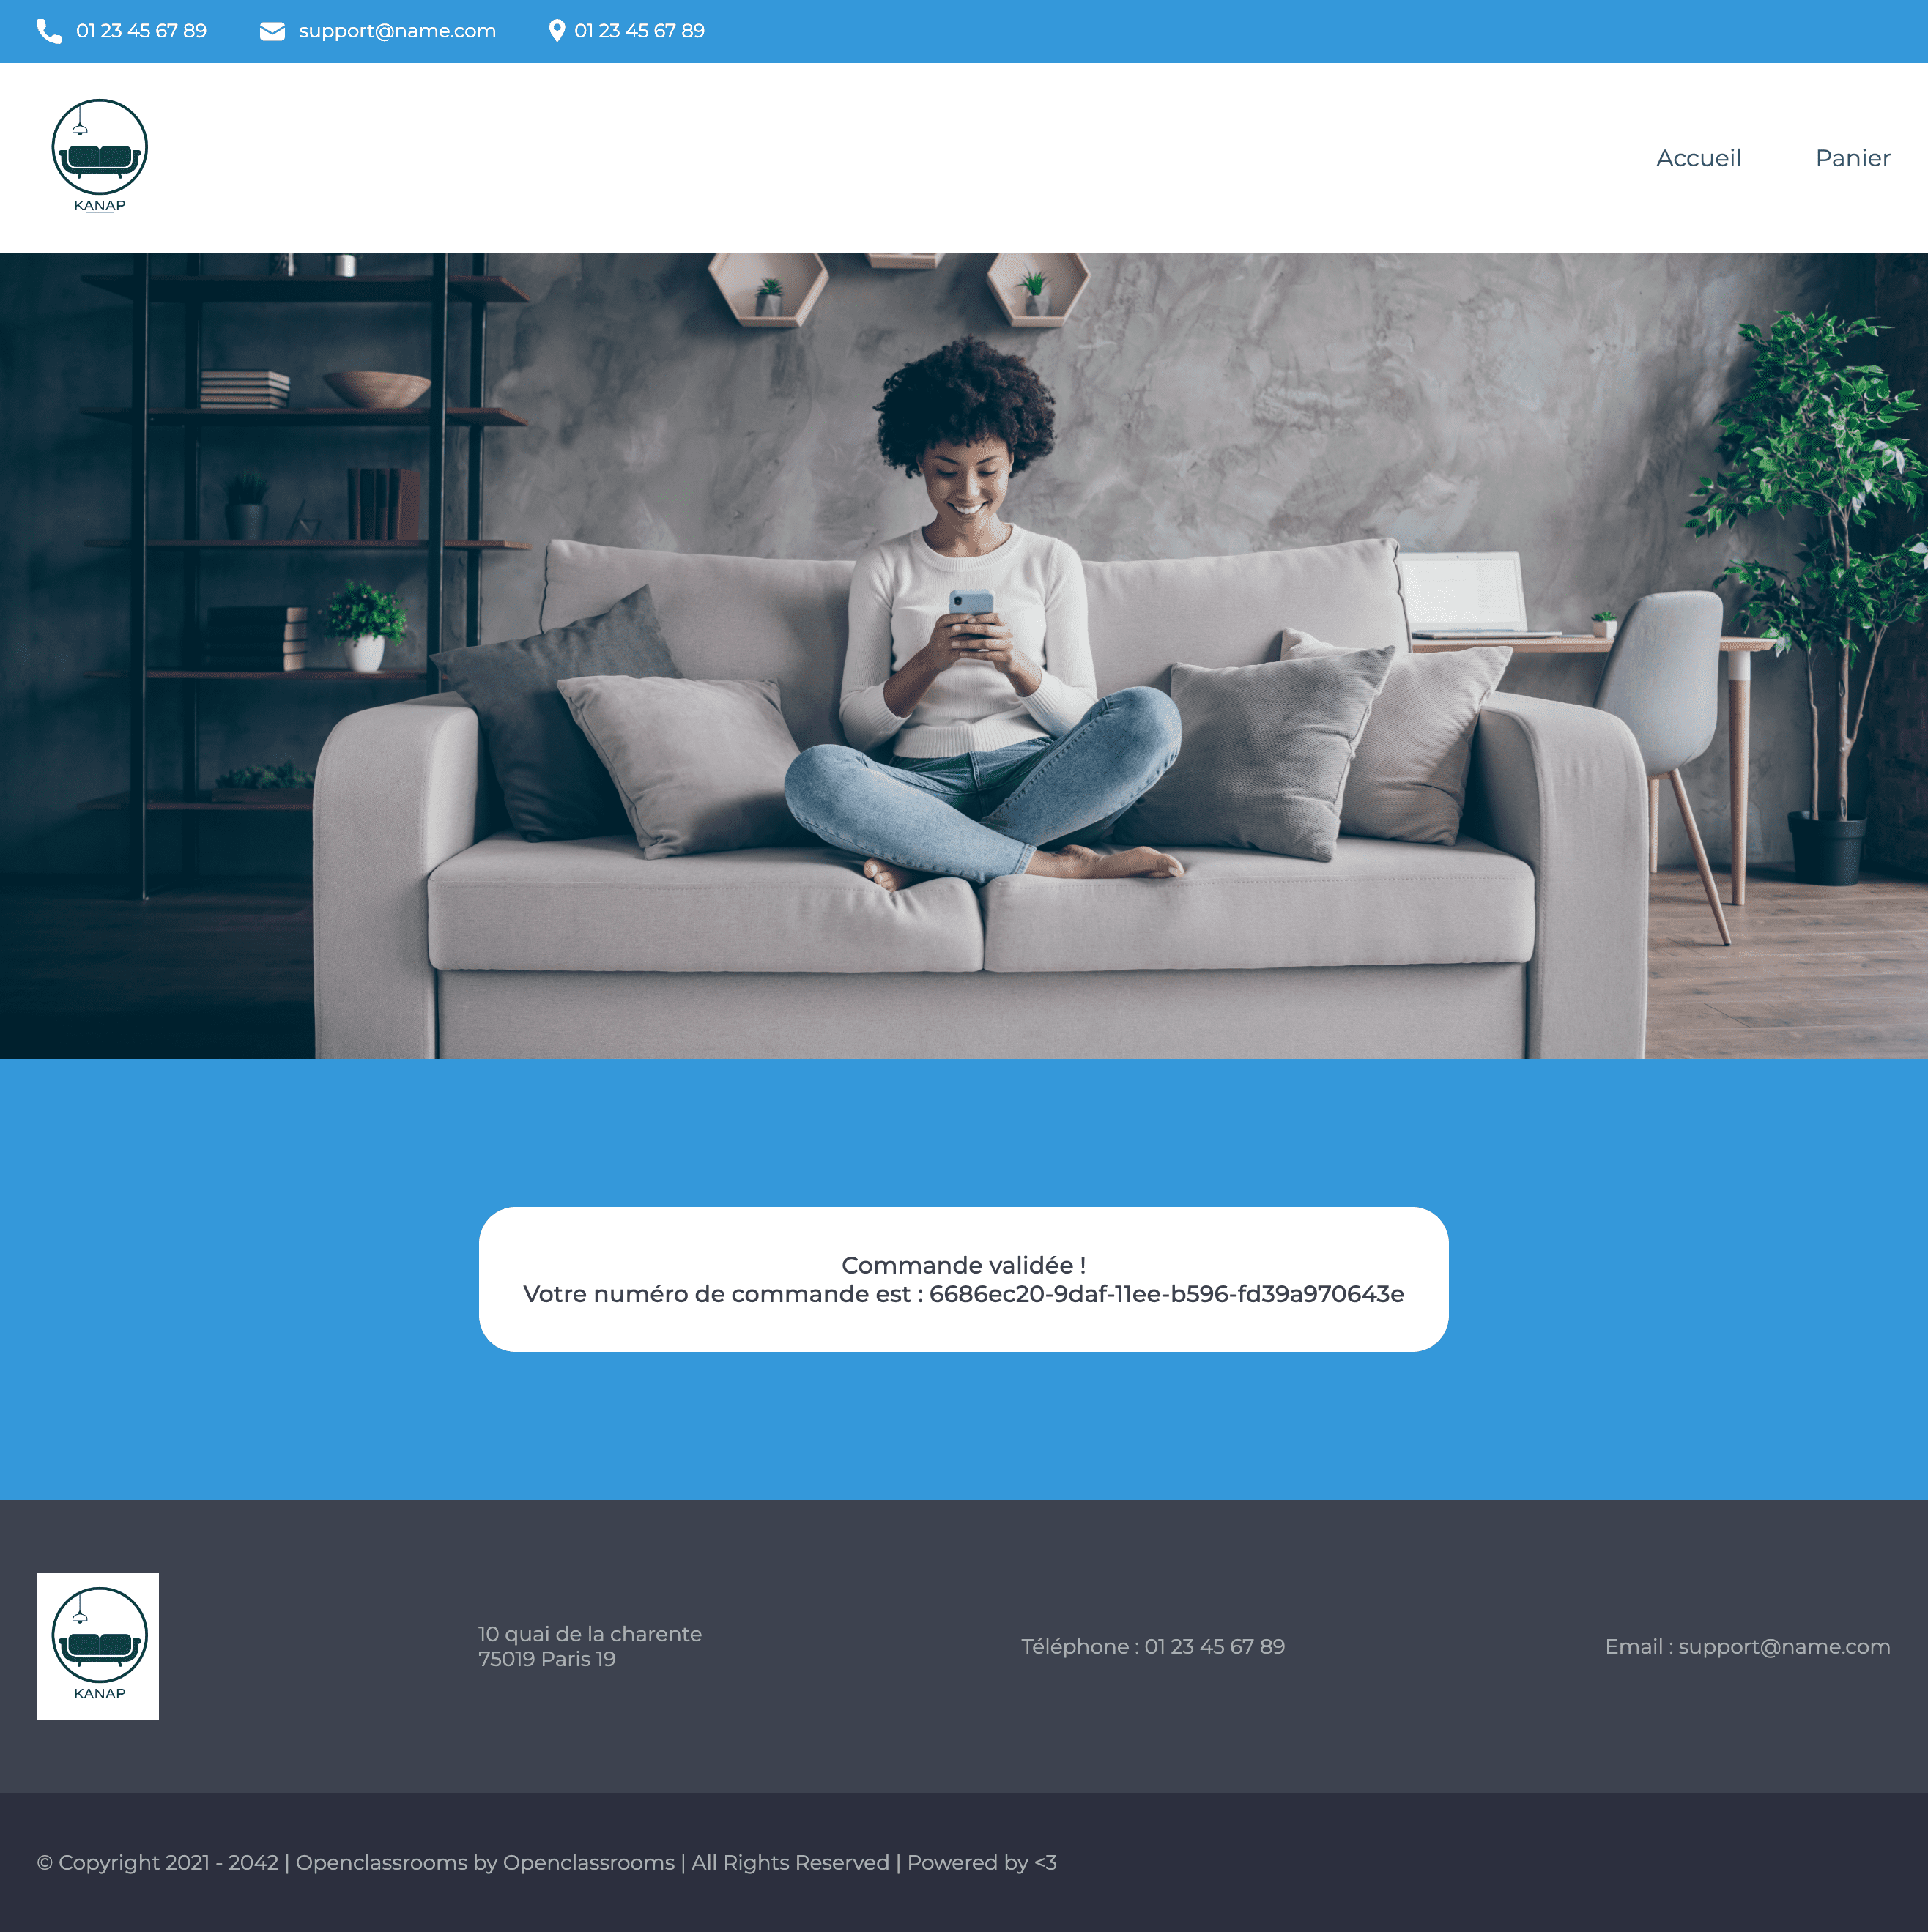 01 23 45 67 89
support@name.com
01 23 45 67 89
KANAP
Accueil
Panier
Commande validée !
Votre numéro de commande est : 6686ec20-9daf-11ee-b596-fd39a970643e
KANAP
10 quai de la charente
75019 Paris 19
Téléphone : 01 23 45 67 89
Email : support@name.com
© Copyright 2021 - 2042 | Openclassrooms by Openclassrooms | All Rights Reserved | Powered by <3